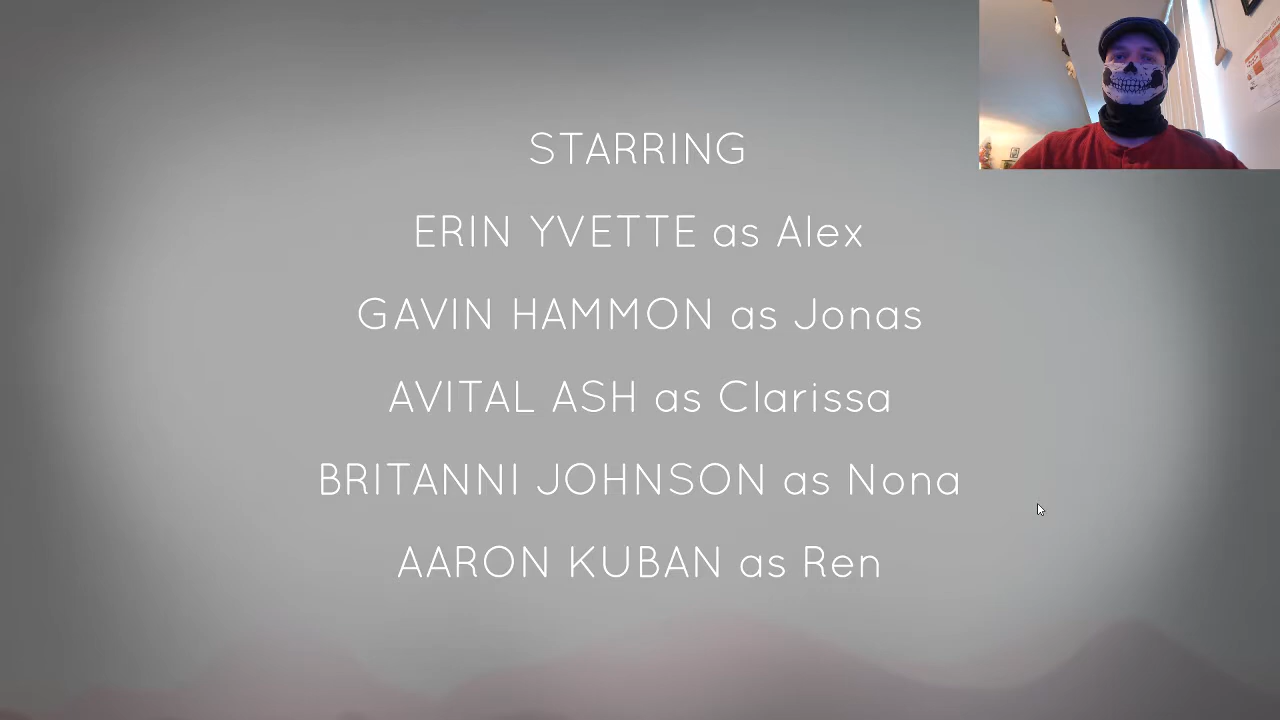 STARRING
ERIN YVETTE as Alex
GAVIN HAMMON as Jonas
AVITAL ASH as Clarissa
BRITANNI JOHNSON as Nona
AARON KUBAN as Ren